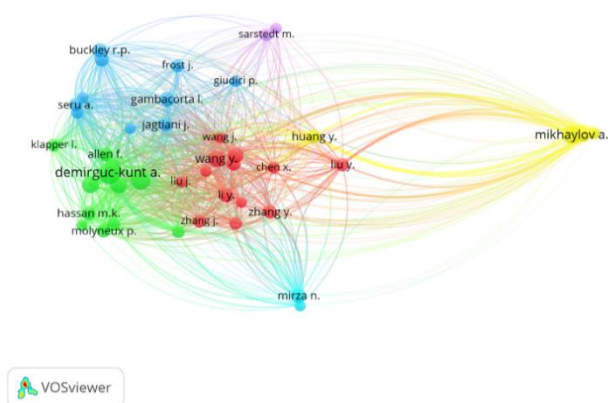 sarstedt m.
buckley r.p.
frost j.
giudici p.
seru a.
gambacorta l.
jagtiani j.
wang j.
huang y.
mikhaylov a.
klapper l.
allen f.
wang y.
chen x.
liu y.
demirguc-kunt a.
liu j.
li y.
hassan m.k.
zhang j.
zhang y.
molyneux p.
mirza n.
VOSviewer